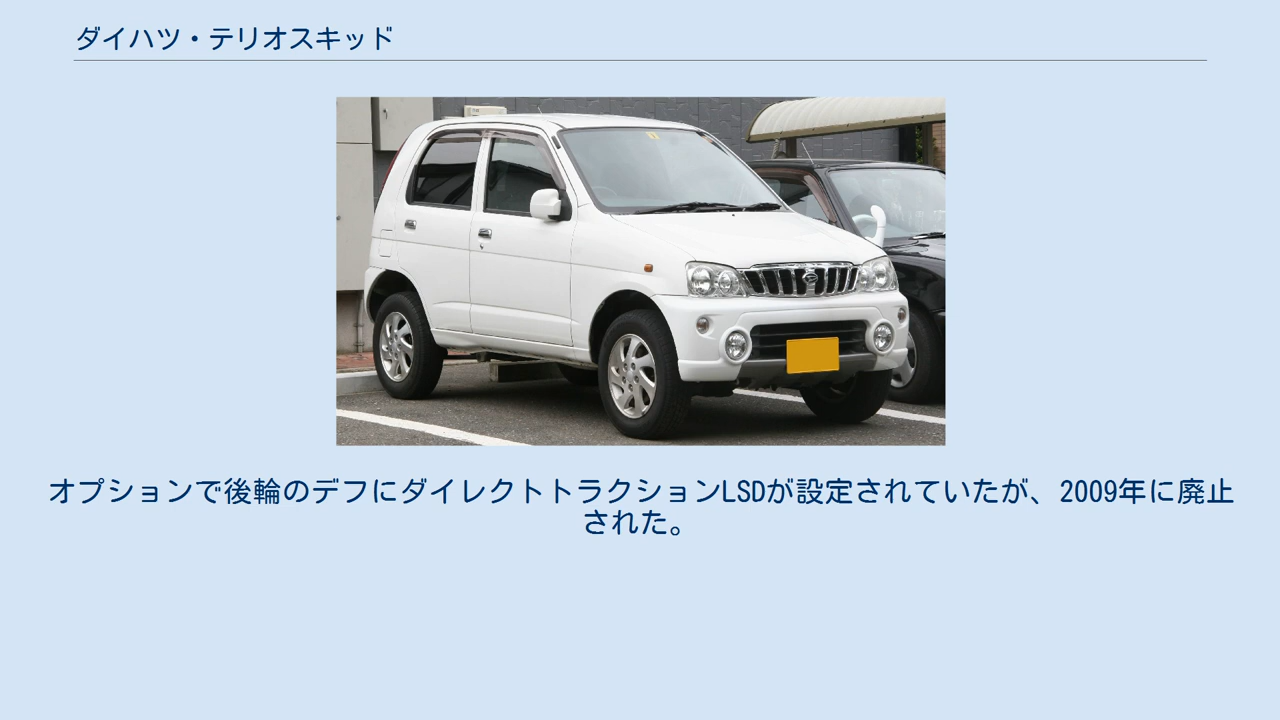 ダイハツ・テリオスキッド
オプションで後輪のデフにダイレクトトラクションLSDが設定されていたが、2009年に廃止
された。